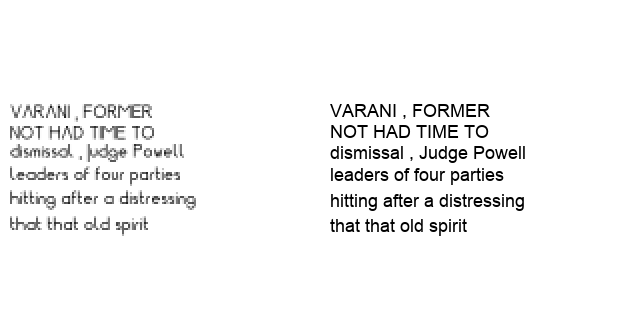 VARANI , FORMER
NOT HAD TIME TO
dismissal , Judge Powell
leaders of four parties
hitting after a distressing
that that old spirit
VARANI , FORMER
NOT HAD TIME TO
dismissal , Judge Powell
leaders of four parties
hitting after a distressing
that that old spirit